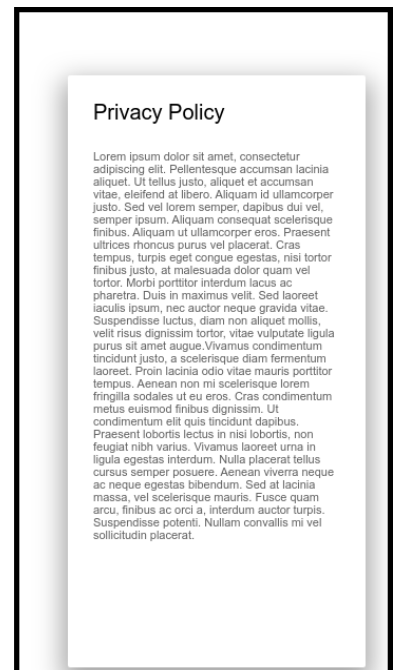 Privacy Policy
Lorem ipsum dolor sit amet, consectetur
adipiscing elit. Pellentesque accumsan lacinia
aliquet. Ut tellus justo, aliquet et accumsan
vitae, eleifend at libero. Aliquam id ullamcorper
justo. Sed vel lorem semper, dapibus dui vel,
semper ipsum. Aliquam consequat scelerisque
finibus. Aliquam ut ullamcorper eros. Praesent
ultrices rhoncus purus vel placerat. Cras
tempus, turpis eget congue egestas, nisi tortor
finibus justo, at malesuada dolor quam vel
tortor. Morbi porttitor interdum lacus ac
pharetra. Duis in maximus velit. Sed laoreet
iaculis ipsum, nec auctor neque gravida vitae.
Suspendisse luctus, diam non aliquet mollis,
velit risus dignissim tortor, vitae vulputate ligula
purus sit amet augue.Vivamus condimentum
tincidunt justo, a scelerisque diam fermentum
laoreet. Proin lacinia odio vitae mauris porttitor
tempus. Aenean non mi scelerisque lorem
fringilla sodales ut eu eros. Cras condimentum
metus euismod finibus dignissim. Ut
condimentum elit quis tincidunt dapibus.
Praesent lobortis lectus in nisi lobortis, non
feugiat nibh varius. Vivamus laoreet urna in
ligula egestas interdum. Nulla placerat tellus
cursus semper posuere. Aenean viverra neque
ac neque egestas bibendum. Sed at lacinia
massa, vel scelerisque mauris. Fusce quam
arcu, finibus ac orci a, interdum auctor turpis.
Suspendisse potenti. Nullam convallis mi vel
sollicitudin placerat.